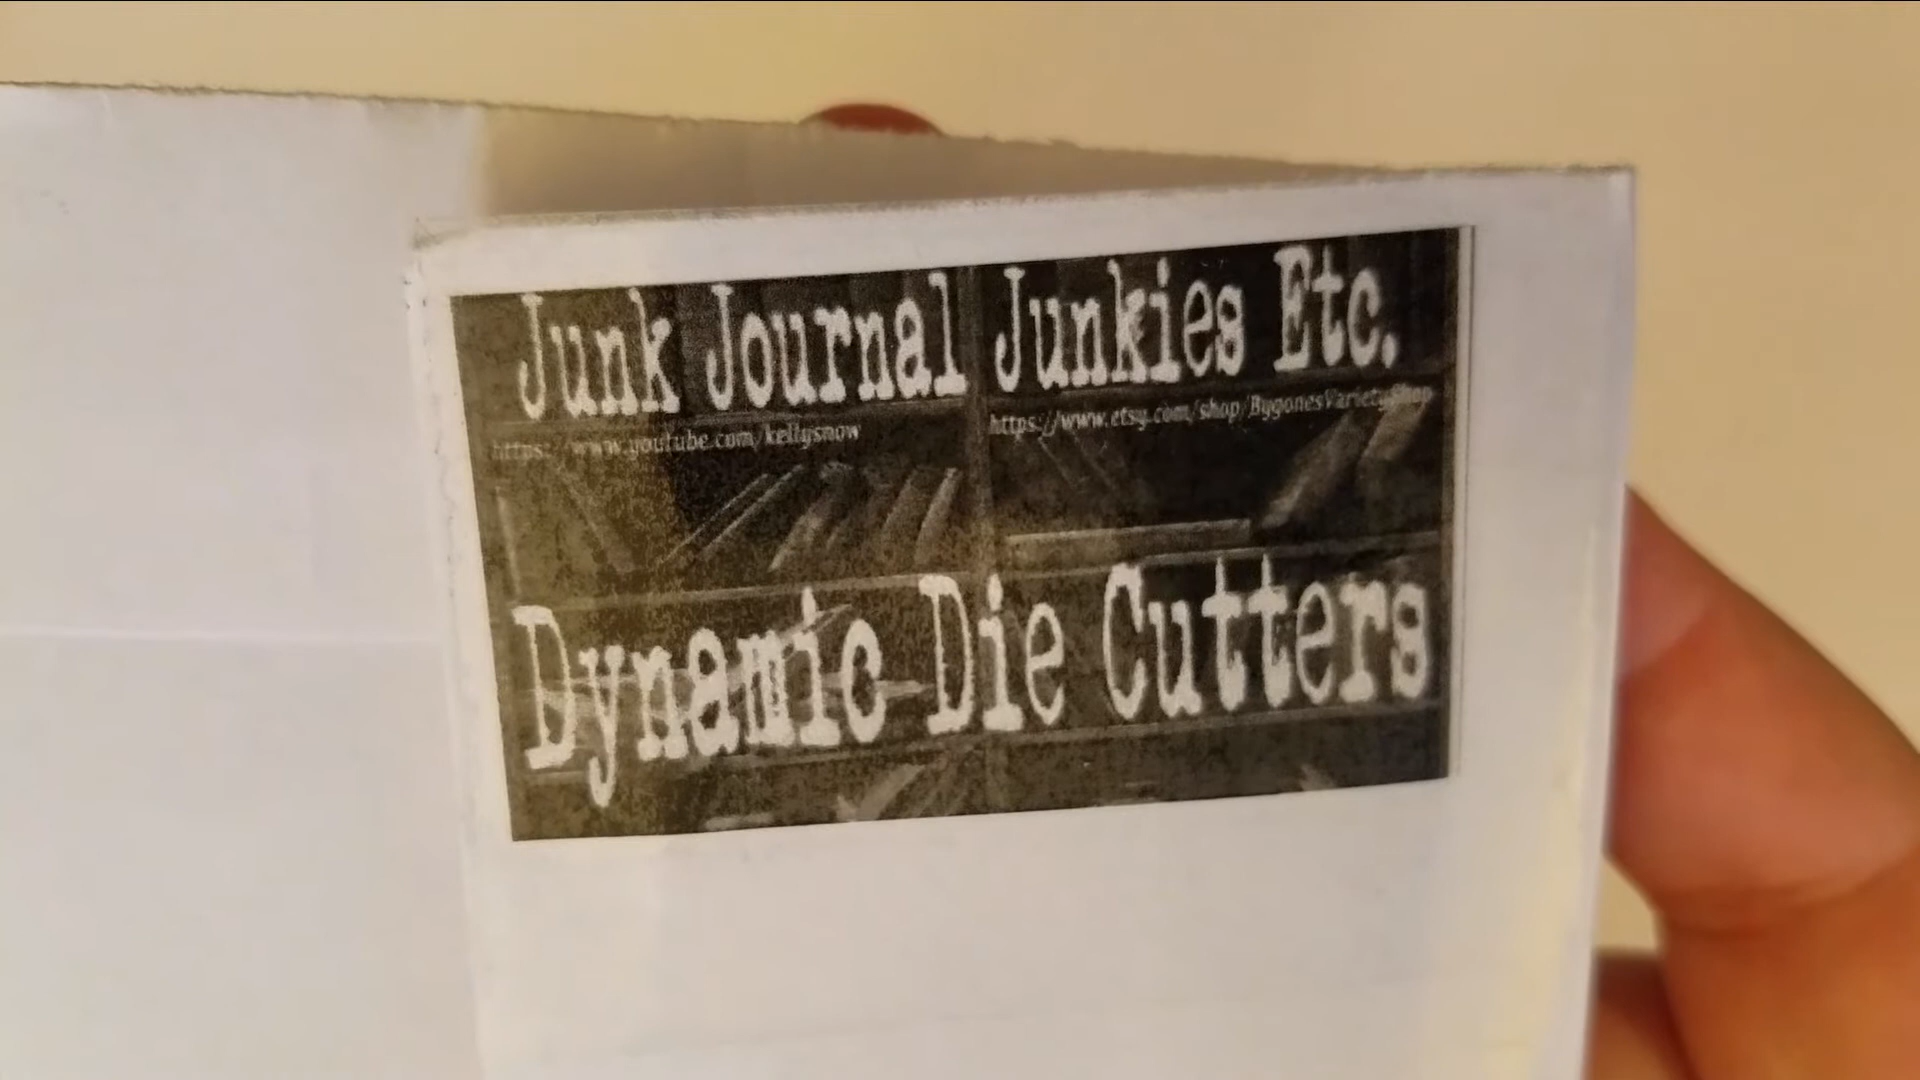 Junk Journal Junkies Etc.
https://www.youtube.com/kellysnow
https://www.etsy.com/shop/BygonesVarietyShop
Dynamic Die Cutters